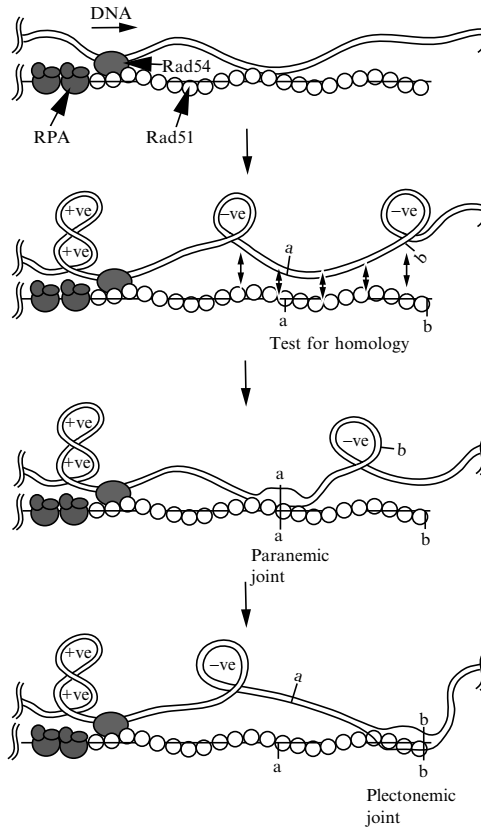 DNA
Rad54
RPA
Rad51
+ve
−ve
−ve
+ve
a
b
a
b
Test for homology
+ve
−ve
b
+ve
a
a
b
Paranemic
joint
+ve
−ve
a
+ve
b
a
b
Plectonemic
joint